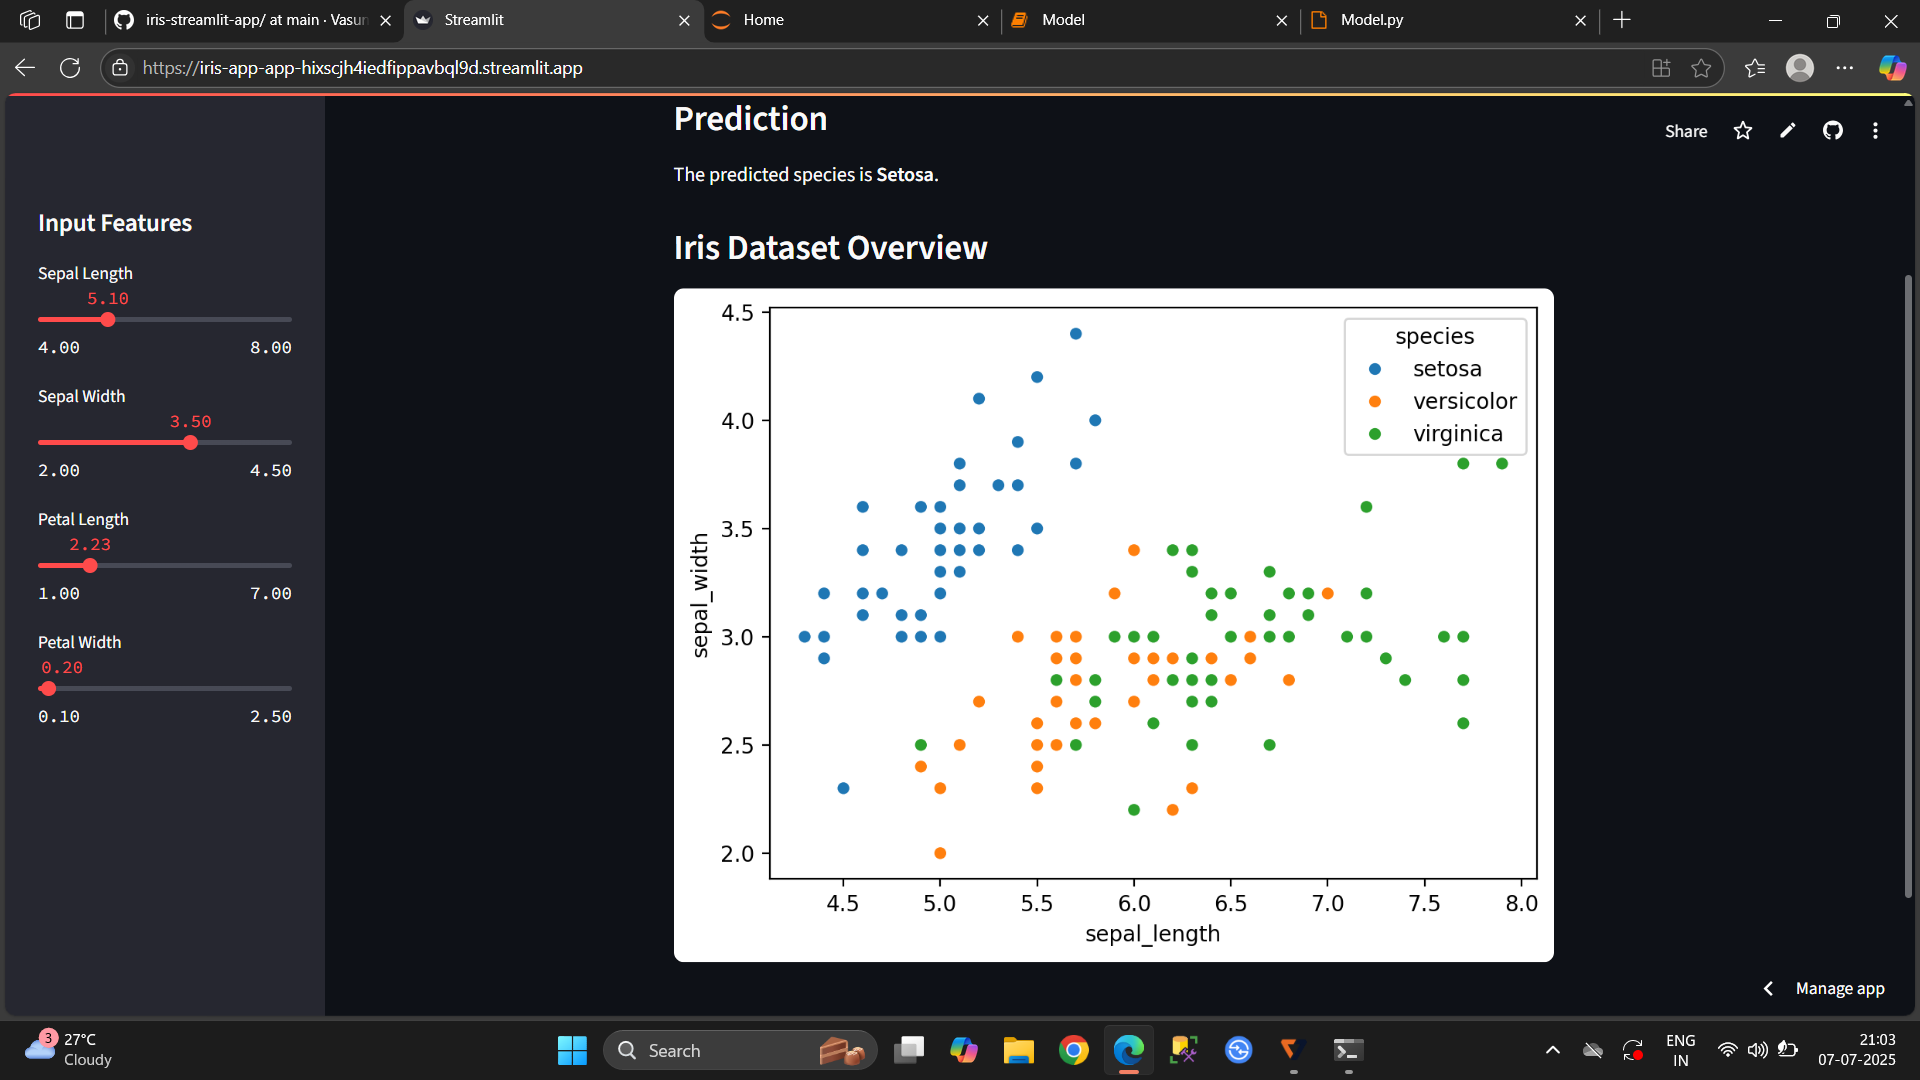 iris-streamlit-app/ at main · Vasun
Streamlit
Home
Model
Model.py
https://iris-app-app-hixscjh4iedfippavbql9d.streamlit.app
Share
Input Features
Sepal Length
5.10
4.00 8.00
Sepal Width
3.50
2.00 4.50
Petal Length
2.23
1.00 7.00
Petal Width
0.20
0.10 2.50
Prediction
The predicted species is Setosa.
Iris Dataset Overview
species
setosa
versicolor
virginica
sepal_width
4.5
4.0
3.5
3.0
2.5
2.0
4.5 5.0 5.5 6.0 6.5 7.0 7.5 8.0
sepal_length
Manage app
3
27°C
Cloudy
Search
ENG
IN
21:03
07-07-2025